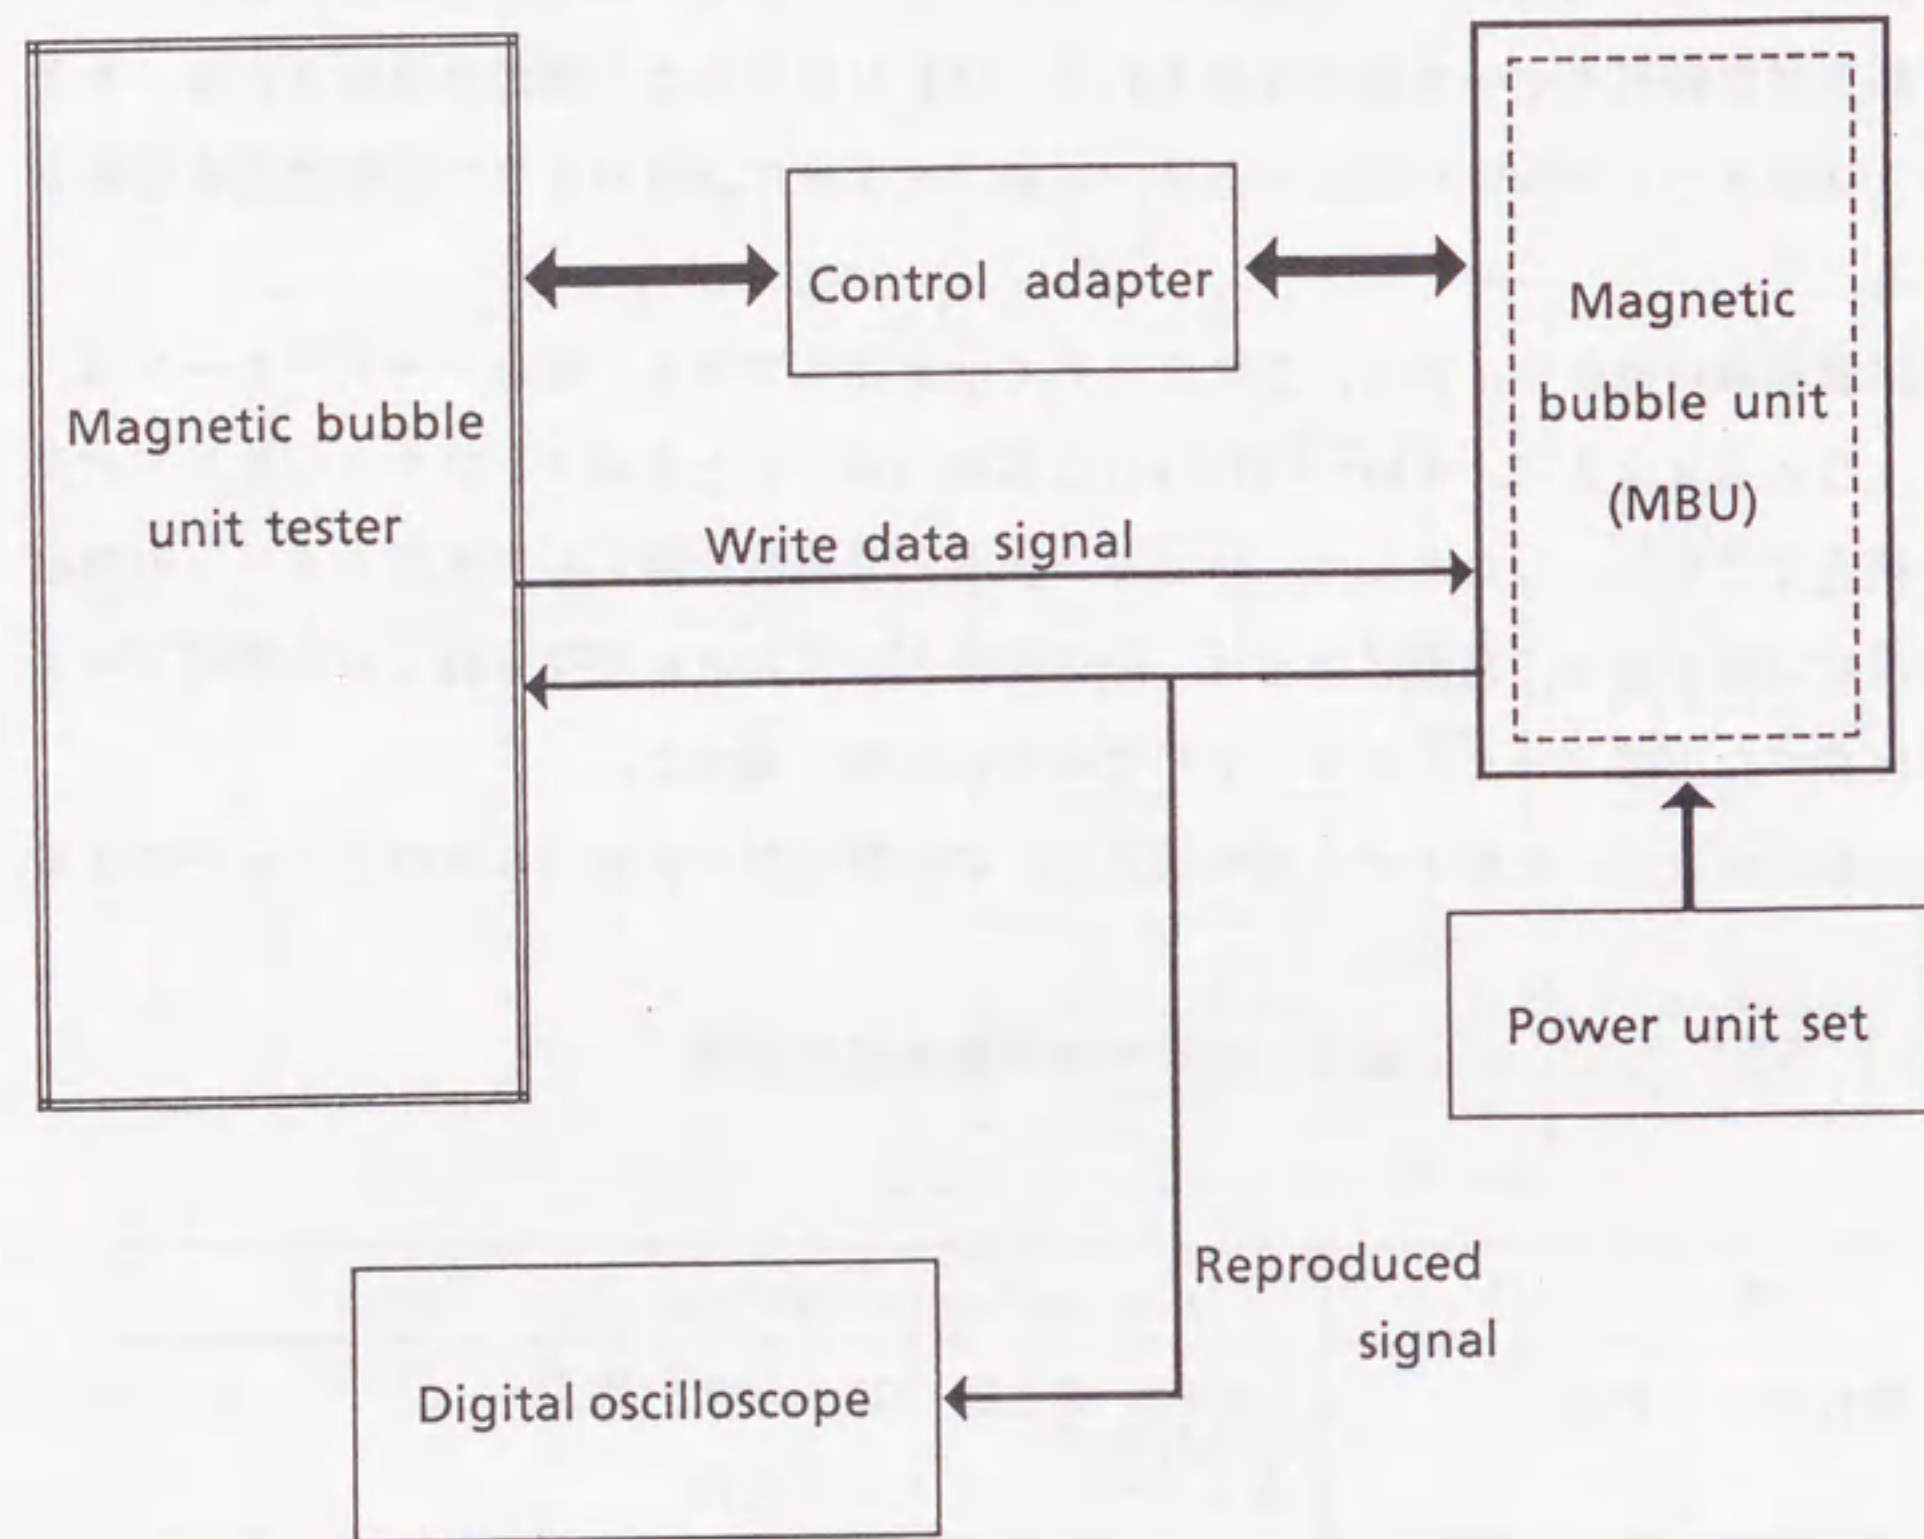 Control adapter
Magnetic
bubble unit
(MBU)
Magnetic bubble
unit tester
Write data signal
Power unit set
Reproduced
signal
Digital oscilloscope